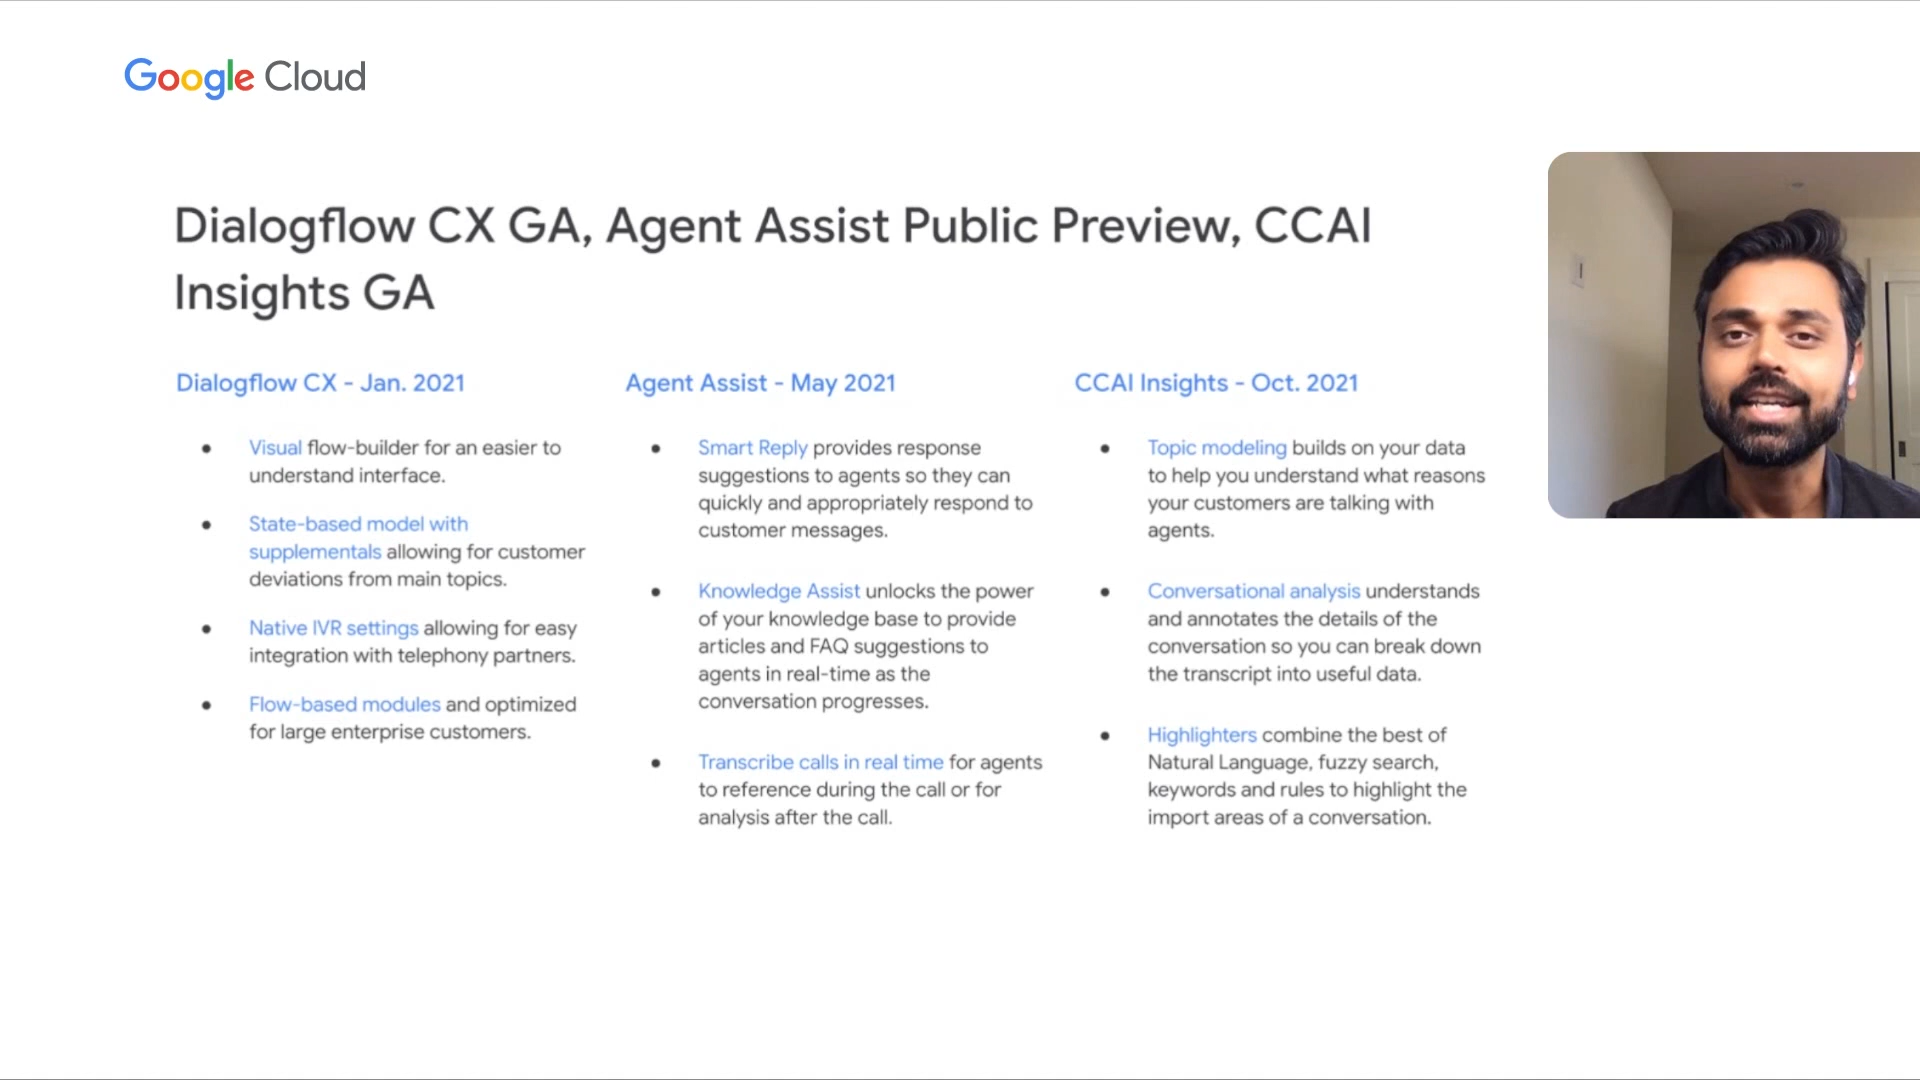 Google Cloud
Dialogflow CX GA, Agent Assist Public Preview, CCAI
Insights GA
Dialogflow CX - Jan. 2021
● Visual flow-builder for an easier to
understand interface.
● State-based model with
supplementals allowing for customer
deviations from main topics.
● Native IVR settings allowing for easy
integration with telephony partners.
● Flow-based modules and optimized
for large enterprise customers.
Agent Assist - May 2021
● Smart Reply provides response
suggestions to agents so they can
quickly and appropriately respond to
customer messages.
● Knowledge Assist unlocks the power
of your knowledge base to provide
articles and FAQ suggestions to
agents in real-time as the
conversation progresses.
● Transcribe calls in real time for agents
to reference during the call or for
analysis after the call.
CCAI Insights - Oct. 2021
● Topic modeling builds on your data
to help you understand what reasons
your customers are talking with
agents.
● Conversational analysis understands
and annotates the details of the
conversation so you can break down
the transcript into useful data.
● Highlighters combine the best of
Natural Language, fuzzy search,
keywords and rules to highlight the
import areas of a conversation.